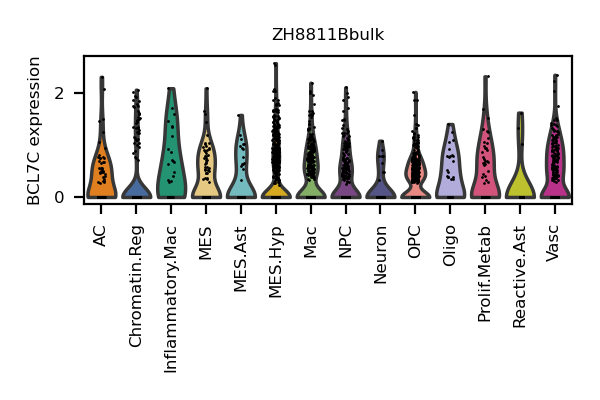 ZH8811Bbulk
BCL7C expression
2
0
AC
Chromatin.Reg
Inflammatory.Mac
MES
MES.Ast
MES.Hyp
Mac
NPC
Neuron
OPC
Oligo
Prolif.Metab
Reactive.Ast
Vasc